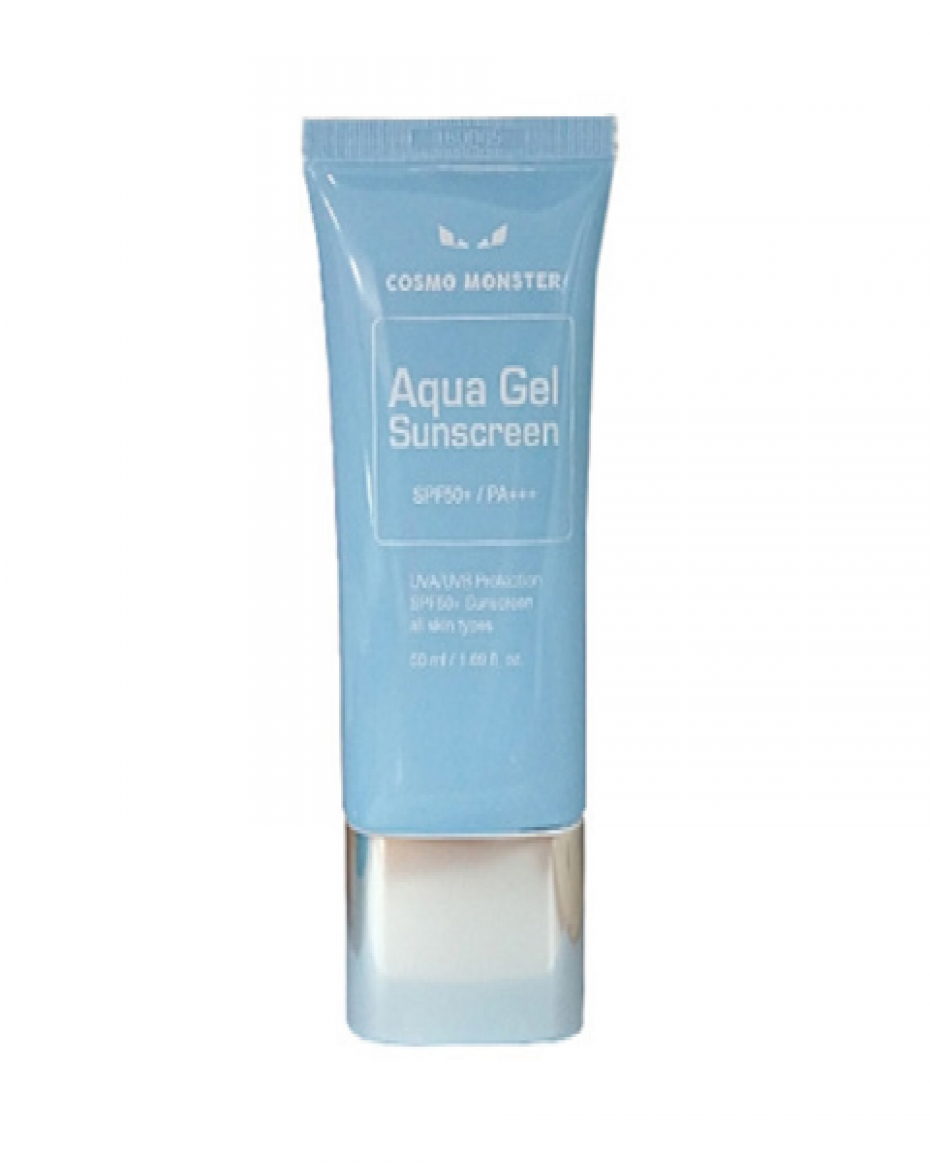 COSMO MONSTER
Aqua Gel
Sunscreen
SPF50+ / PA+++
UVA/UVB Protection
SPF50+ Sunscreen
all skin types
50 ml / 1.69 fl. oz.